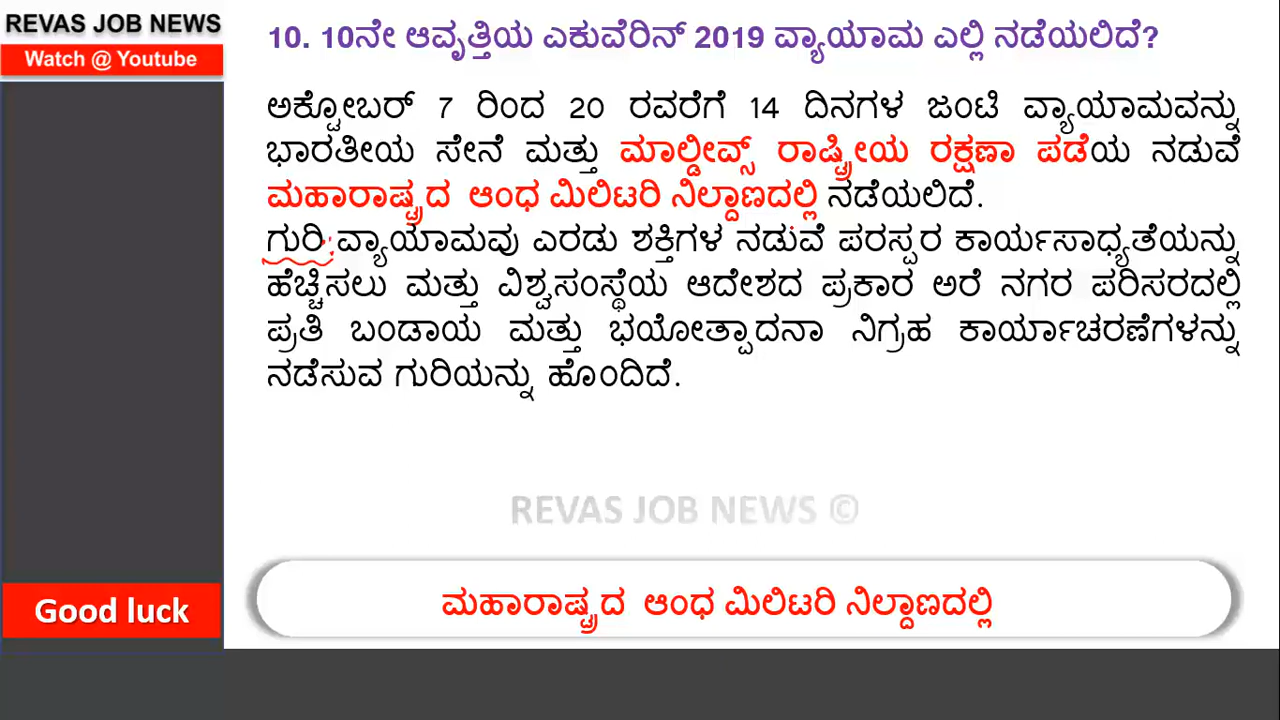 REVAS JOB NEWS
Watch @ Youtube
10. 10ನೇ ಆವೃತ್ತಿಯ ಎಕುವೆರಿನ್ 2019 ವ್ಯಾಯಾಮ ಎಲ್ಲಿ ನಡೆಯಲಿದೆ?
ಅಕ್ಟೋಬರ್ 7 ರಿಂದ 20 ರವರೆಗೆ 14 ದಿನಗಳ ಜಂಟಿ ವ್ಯಾಯಾಮವನ್ನು
ಭಾರತೀಯ ಸೇನೆ ಮತ್ತು ಮಾಲ್ಡೀವ್ಸ್ ರಾಷ್ಟ್ರೀಯ ರಕ್ಷಣಾ ಪಡೆಯ ನಡುವೆ
ಮಹಾರಾಷ್ಟ್ರದ ಆಂಧ ಮಿಲಿಟರಿ ನಿಲ್ದಾಣದಲ್ಲಿ ನಡೆಯಲಿದೆ.
ಗುರಿ: ವ್ಯಾಯಾಮವು ಎರಡು ಶಕ್ತಿಗಳ ನಡುವೆ ಪರಸ್ಪರ ಕಾರ್ಯಸಾಧ್ಯತೆಯನ್ನು
ಹೆಚ್ಚಿಸಲು ಮತ್ತು ವಿಶ್ವಸಂಸ್ಥೆಯ ಆದೇಶದ ಪ್ರಕಾರ ಅರೆ ನಗರ ಪರಿಸರದಲ್ಲಿ
ಪ್ರತಿ ಬಂಡಾಯ ಮತ್ತು ಭಯೋತ್ಪಾದನಾ ನಿಗ್ರಹ ಕಾರ್ಯಾಚರಣೆಗಳನ್ನು
ನಡೆಸುವ ಗುರಿಯನ್ನು ಹೊಂದಿದೆ.
REVAS JOB NEWS ©
ಮಹಾರಾಷ್ಟ್ರದ ಆಂಧ ಮಿಲಿಟರಿ ನಿಲ್ದಾಣದಲ್ಲಿ
Good luck